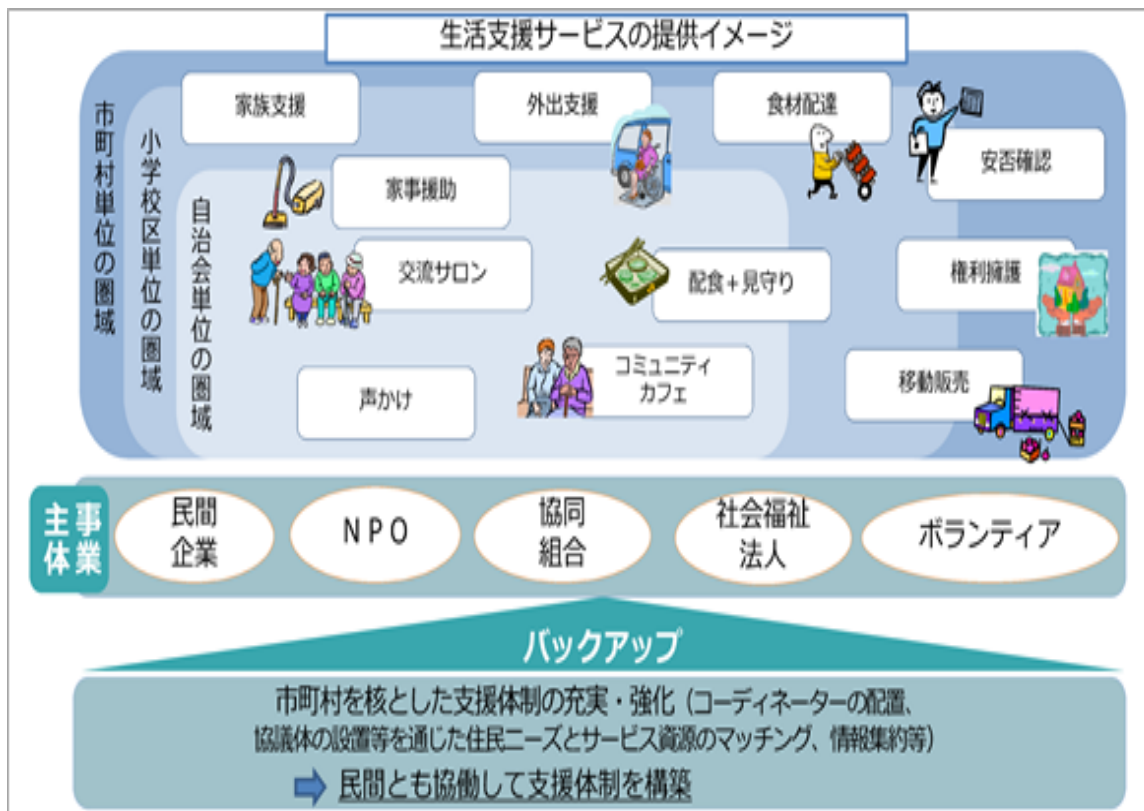 生活支援サービスの提供イメージ
市町村単位の圏域
小学校区単位の圏域
自治会単位の圏域
家族支援
外出支援
食材配達
安否確認
家事援助
交流サロン
配食+見守り
権利擁護
声かけ
コミュニティ
カフェ
移動販売
事業
主体
民間
企業
NPO
協同
組合
社会福祉
法人
ボランティア
バックアップ
市町村を核とした支援体制の充実・強化(コーディネーターの配置、
協議体の設置等を通じた住民ニーズとサービス資源のマッチング、情報集約等)
民間とも協働して支援体制を構築